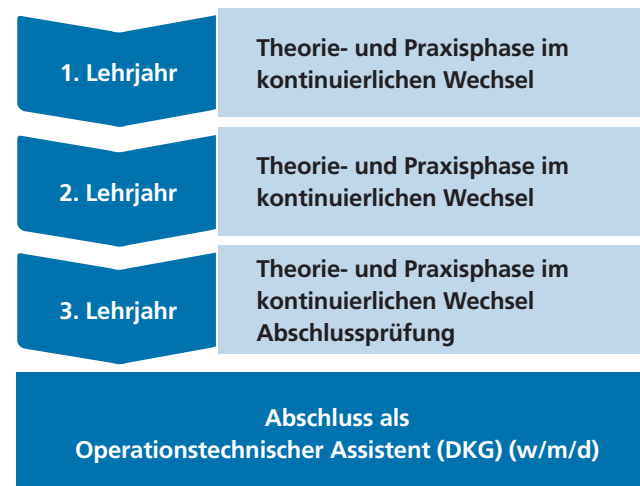 1. Lehrjahr
Theorie- und Praxisphase im
kontinuierlichen Wechsel
2. Lehrjahr
Theorie- und Praxisphase im
kontinuierlichen Wechsel
3. Lehrjahr
Theorie- und Praxisphase im
kontinuierlichen Wechsel
Abschlussprüfung
Abschluss als
Operationstechnischer Assistent (DKG) (w/m/d)